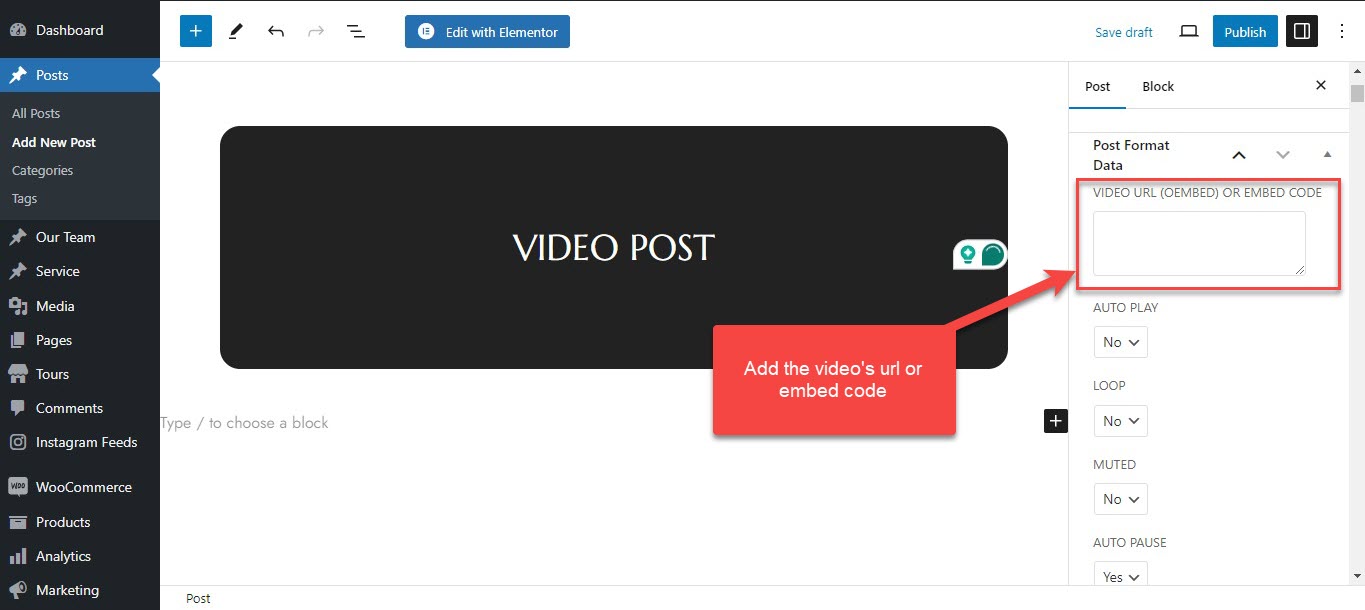 Dashboard
Posts
All Posts
Add New Post
Categories
Tags
Our Team
Service
Media
Pages
Tours
Comments
Instagram Feeds
WOO
WooCommerce
Products
Analytics
Marketing
Edit with Elementor
Save draft
Publish
VIDEO POST
Type / to choose a block
Add the video's url or
embed code
Post
Block
Post Format
Data
VIDEO URL (OEMBED) OR EMBED CODE
AUTO PLAY
No
LOOP
No
MUTED
No
AUTO PAUSE
Yes
Post